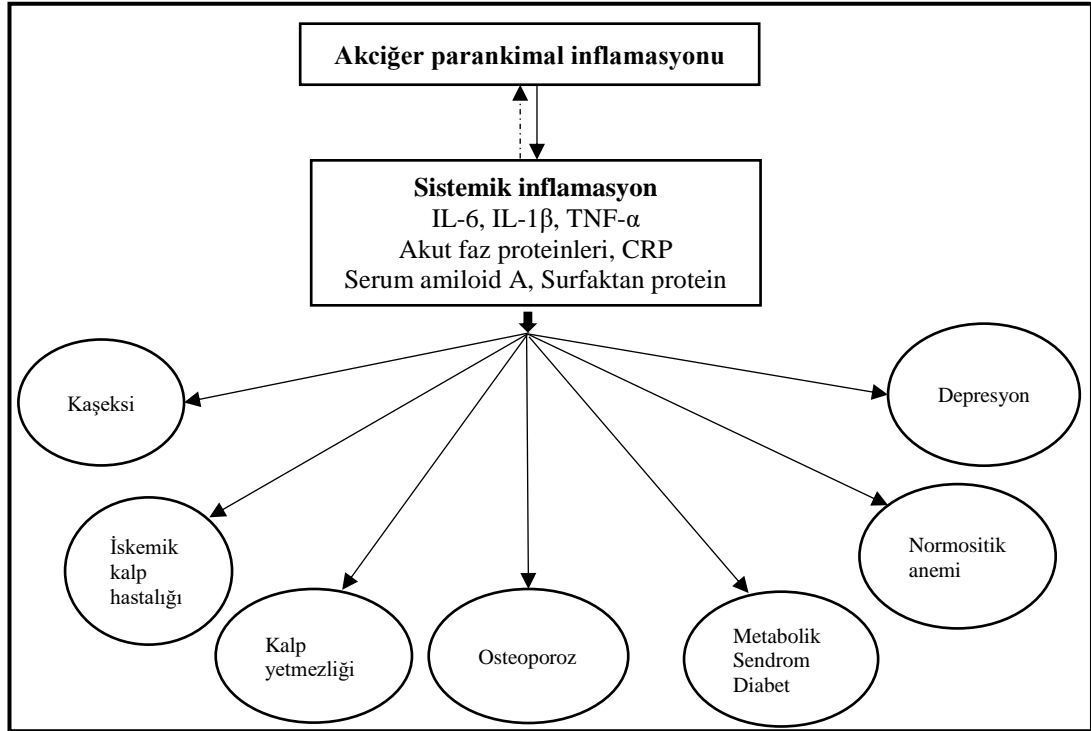 Akciğer parankimal inflamasyonu
Sistemik inflamasyon
IL-6, IL-1β, TNF-α
Akut faz proteinleri, CRP
Serum amiloid A, Surfaktan protein
Kaşeksi
Depresyon
İskemik
kalp
hastalığı
Normositik
anemi
Kalp
yetmezliği
Osteoporoz
Metabolik
Sendrom
Diabet